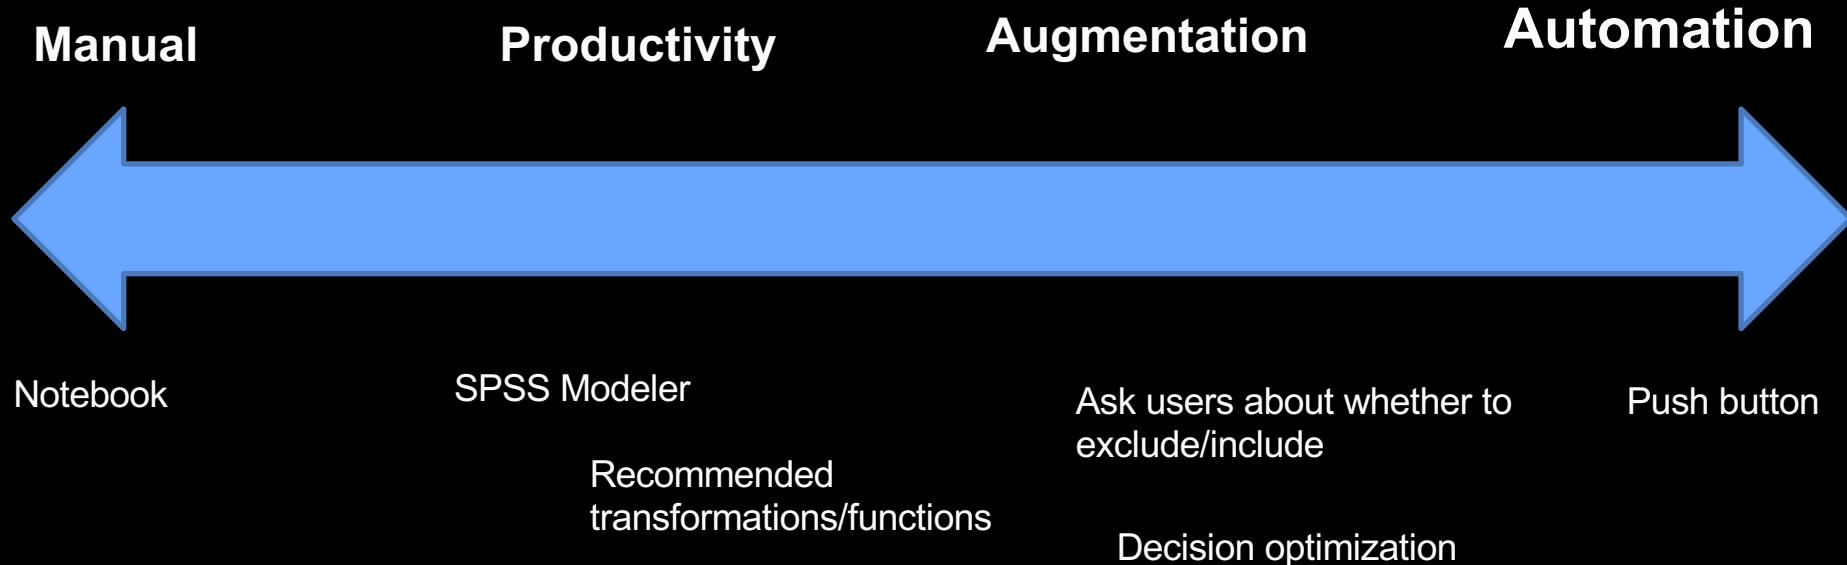 Manual
Productivity
Augmentation
Automation
Notebook
SPSS Modeler
Recommended
transformations/functions
Ask users about whether to
exclude/include
Decision optimization
Push button